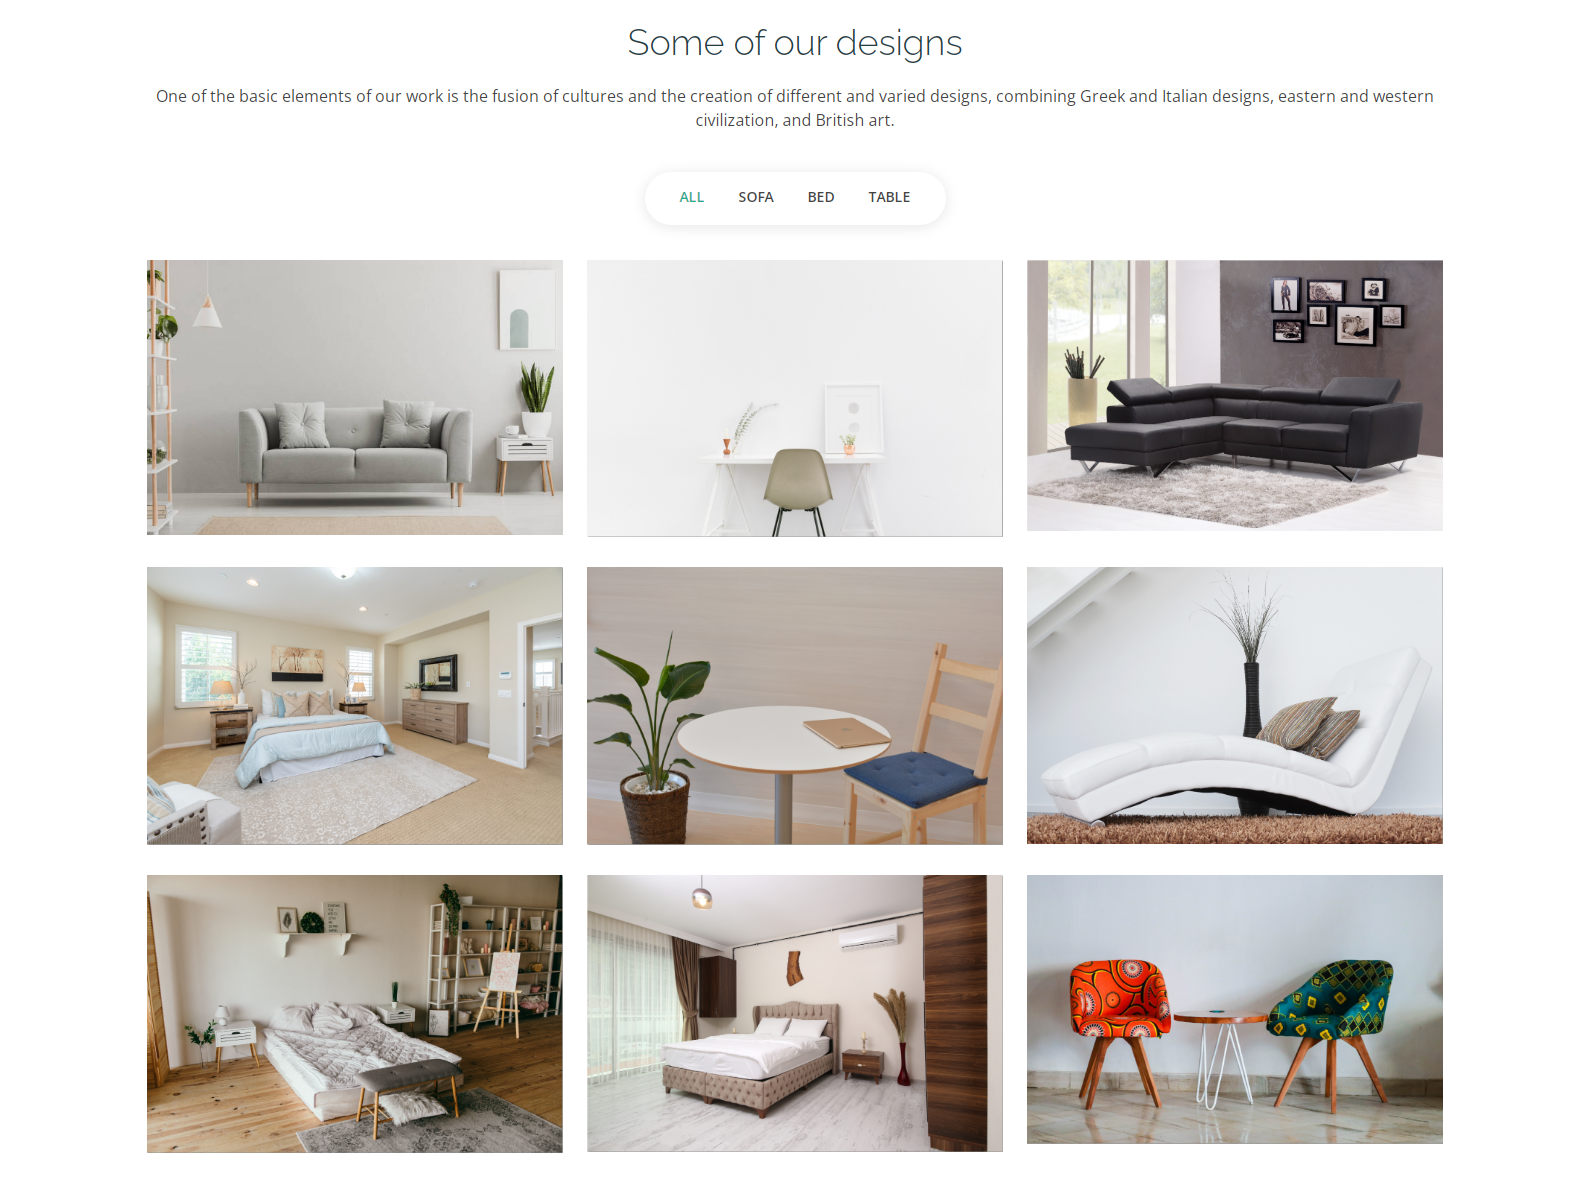 Some of our designs
One of the basic elements of our work is the fusion of cultures and the creation of different and varied designs, combining Greek and Italian designs, eastern and western
civilization, and British art.
ALL SOFA BED TABLE